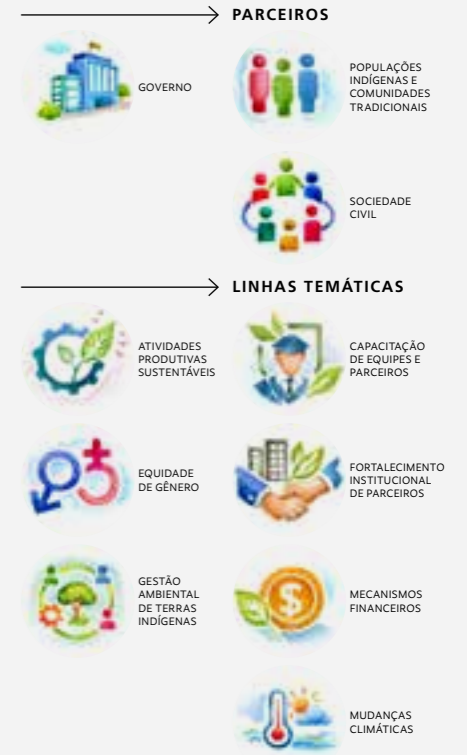 PARCEIROS
GOVERNO
POPULAÇÕES
INDÍGENAS E
COMUNIDADES
TRADICIONAIS
SOCIEDADE
CIVIL
LINHAS TEMÁTICAS
ATIVIDADES
PRODUTIVAS
SUSTENTÁVEIS
CAPACITAÇÃO
DE EQUIPES E
PARCEIROS
EQUIDADE
DE GÊNERO
FORTALECIMENTO
INSTITUCIONAL
DE PARCEIROS
GESTÃO
AMBIENTAL
DE TERRAS
INDÍGENAS
MECANISMOS
FINANCEIROS
MUDANÇAS
CLIMÁTICAS